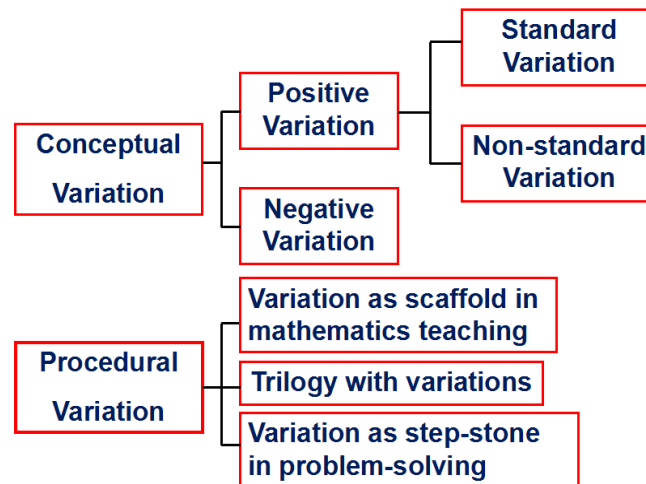 Standard
Variation
Positive
Variation
Conceptual
Variation
Non-standard
Variation
Negative
Variation
Variation as scaffold in
mathematics teaching
Procedural
Variation
Trilogy with variations
Variation as step-stone
in problem-solving